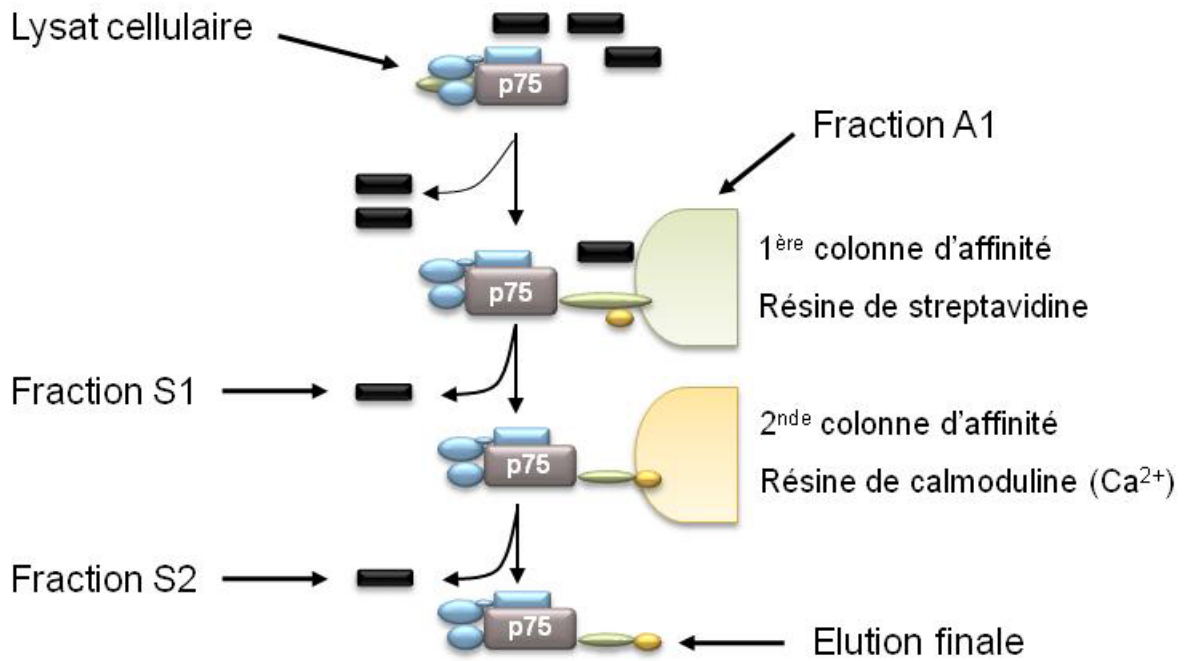 Lysat cellulaire
p75
Fraction A1
1ère colonne d'affinité
p75
Résine de streptavidine
Fraction S1
2nde colonne d'affinité
p75
Résine de calmoduline (Ca2+)
Fraction S2
p75
Elution finale